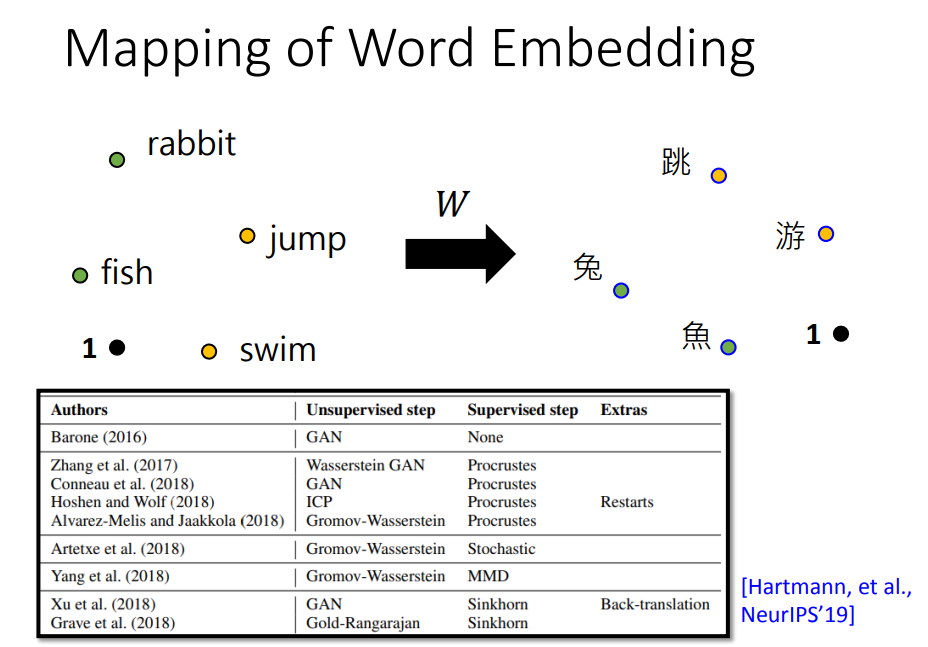 Mapping of Word Embedding
rabbit
jump
fish
1
swim
W
跳
游
兔
魚
1
Authors Unsupervised step Supervised step Extras
Barone (2016) GAN None
Zhang et al. (2017) Wasserstein GAN Procrustes
Conneau et al. (2018) GAN Procrustes
Hoshen and Wolf (2018) ICP Procrustes Restarts
Alvarez-Melis and Jaakkola (2018) Gromov-Wasserstein Procrustes
Artetxe et al. (2018) Gromov-Wasserstein Stochastic
Yang et al. (2018) Gromov-Wasserstein MMD
Xu et al. (2018) GAN Sinkhorn Back-translation
Grave et al. (2018) Gold-Rangarajan Sinkhorn
[Hartmann, et al.,
NeurIPS’19]